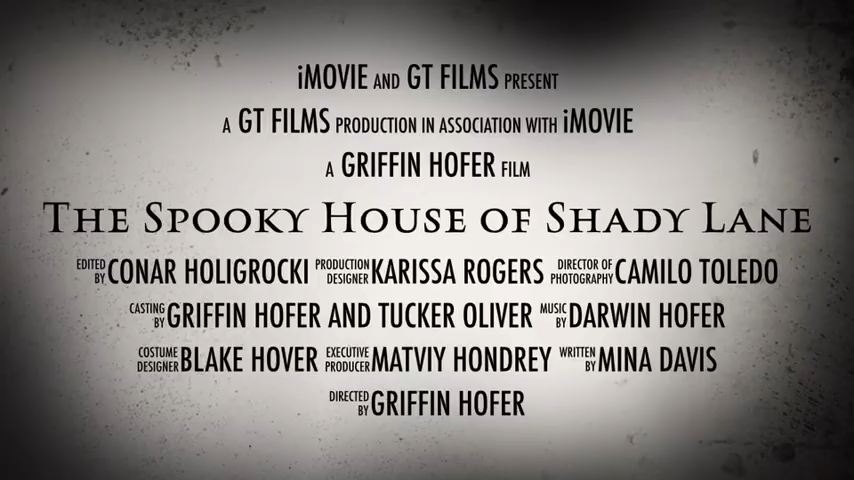 iMOVIE AND GT FILMS PRESENT
A GT FILMS PRODUCTION IN ASSOCIATION WITH iMOVIE
A GRIFFIN HOFER FILM
THE SPOOKY HOUSE OF SHADY LANE
EDITED BY CONAR HOLIGROCKI PRODUCTION DESIGNER KARISSA ROGERS DIRECTOR OF PHOTOGRAPHY CAMILO TOLEDO
CASTING BY GRIFFIN HOFER AND TUCKER OLIVER MUSIC BY DARWIN HOFER
COSTUME DESIGNER BLAKE HOVER EXECUTIVE PRODUCER MATVIY HONDREY WRITTEN BY MINA DAVIS
DIRECTED BY GRIFFIN HOFER